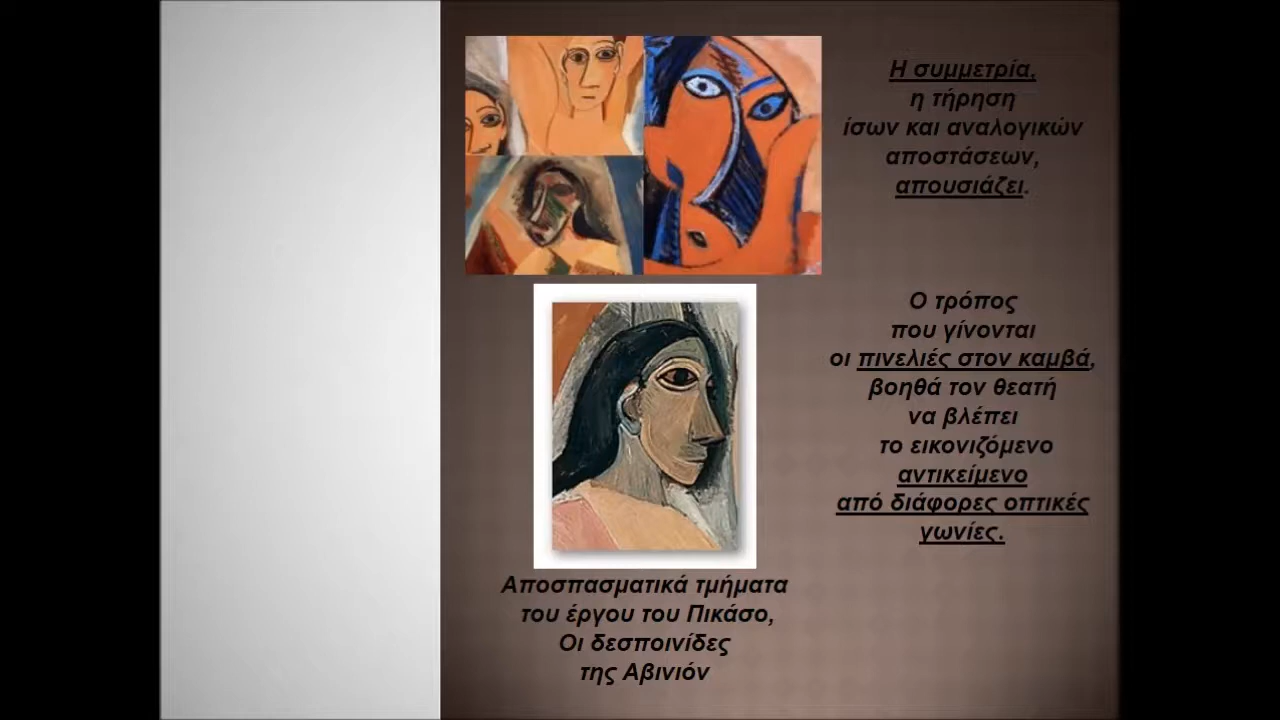 Η συμμετρία,
η τήρηση
ίσων και αναλογικών
αποστάσεων,
απουσιάζει.
Ο τρόπος
που γίνονται
οι πινελιές στον καμβά,
βοηθά τον θεατή
να βλέπει
το εικονιζόμενο
αντικείμενο
από διάφορες οπτικές
γωνίες.
Αποσπασματικά τμήματα
του έργου του Πικάσο,
Οι δεσποινίδες
της Αβινιόν